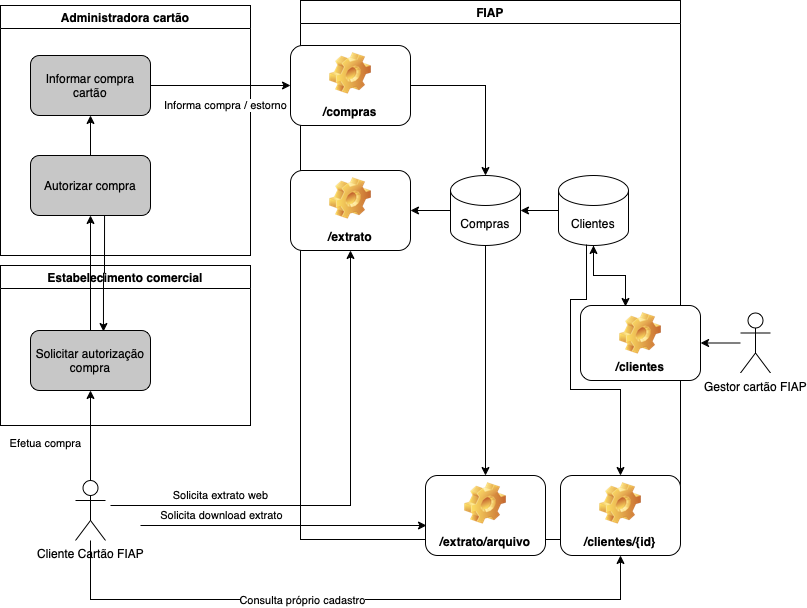 Administradora cartão
FIAP
Informar compra
cartão
Informa compra / estorno
/compras
Autorizar compra
/extrato
Compras
Clientes
Estabelecimento comercial
Solicitar autorização
compra
/clientes
Gestor cartão FIAP
Efetua compra
Solicita extrato web
Solicita download extrato
/extrato/arquivo
/clientes/{id}
Cliente Cartão FIAP
Consulta próprio cadastro